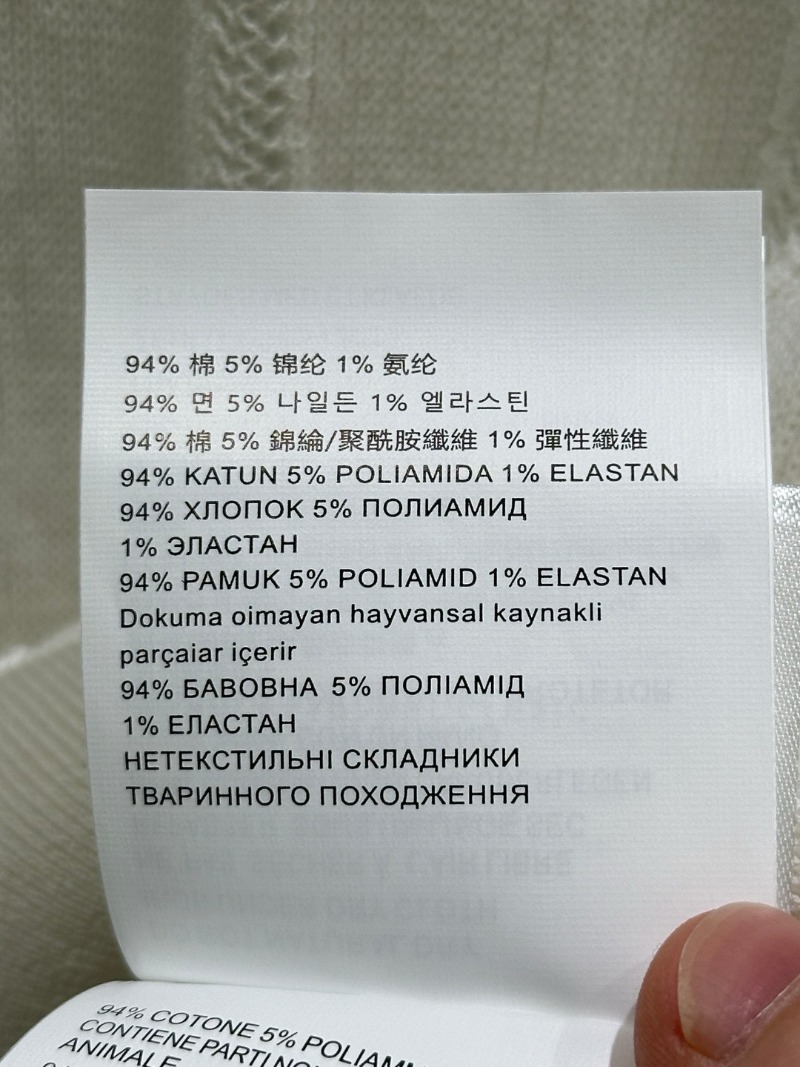 94% 棉 5% 锦纶 1% 氨纶
94% 면 5% 나일든 1% 엘라스틴
94% 棉 5% 錦綸/聚酰胺纖維 1% 彈性纖維
94% KATUN 5% POLIAMIDA 1% ELASTAN
94% ХЛОПОК 5% ПОЛИАМИД
1% ЭЛАСТАН
94% PAMUK 5% POLIAMID 1% ELASTAN
Dokuma oimayan hayvansal kaynakli
parçaiar içerir
94% БАВОВНА 5% ПОЛІАМІД
1% ЕЛАСТАН
НЕТЕКСТИЛЬНІ СКЛАДНИКИ
ТВАРИННОГО ПОХОДЖЕННЯ
94% COTONE 5%
CONTIENE PARTI
ANIMALE